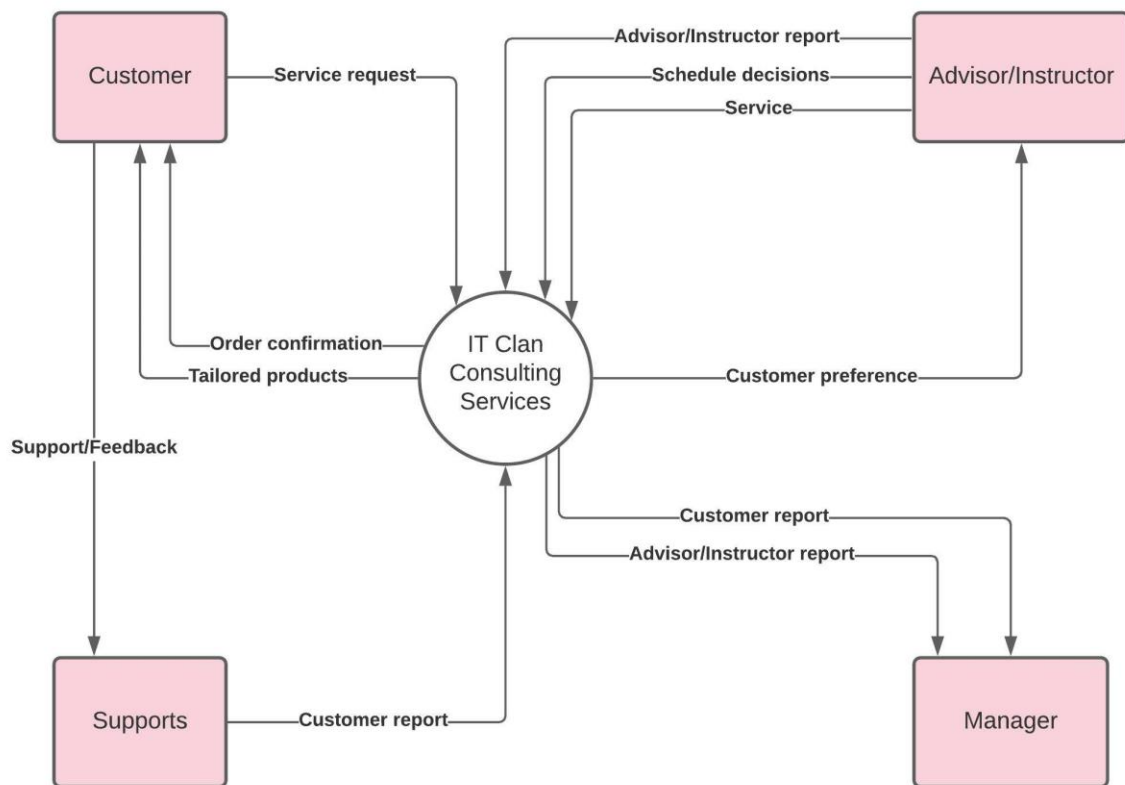 Customer
Service request
Advisor/Instructor report
Schedule decisions
Service
Advisor/Instructor
Order confirmation
Tailored products
IT Clan
Consulting
Services
Customer preference
Support/Feedback
Customer report
Advisor/Instructor report
Supports
Customer report
Manager